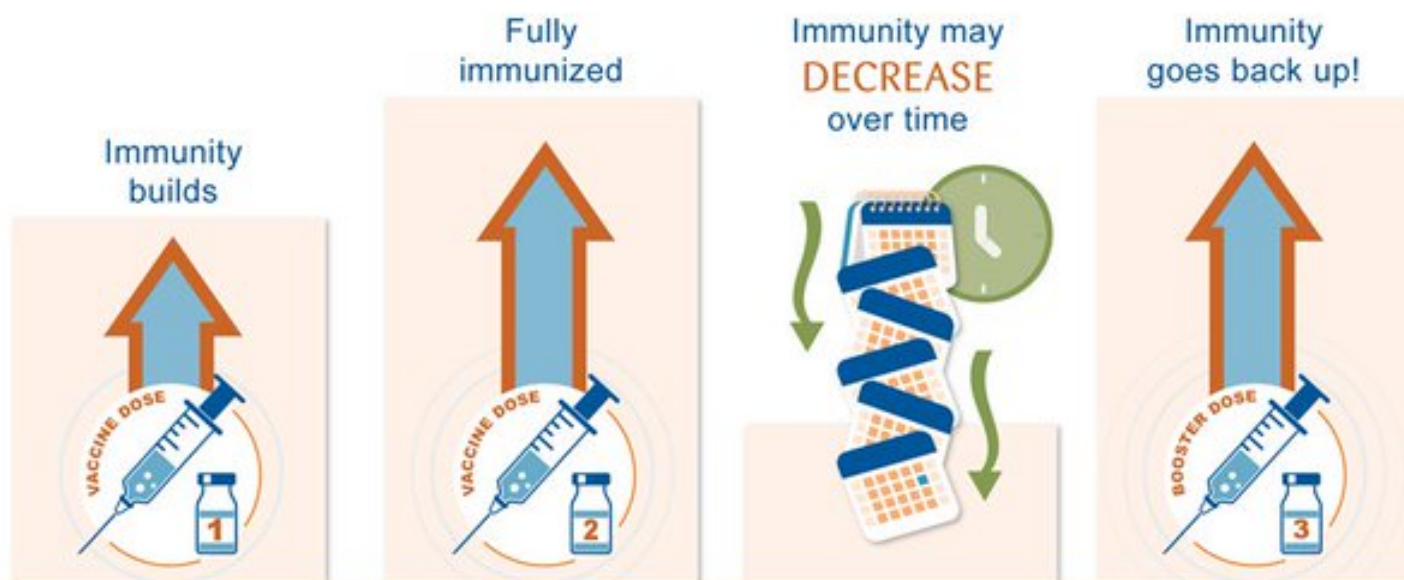 Immunity
builds
VACCINE DOSE
1
Fully
immunized
VACCINE DOSE
2
Immunity may
DECREASE
over time
Immunity
goes back up!
BOOSTER DOSE
3